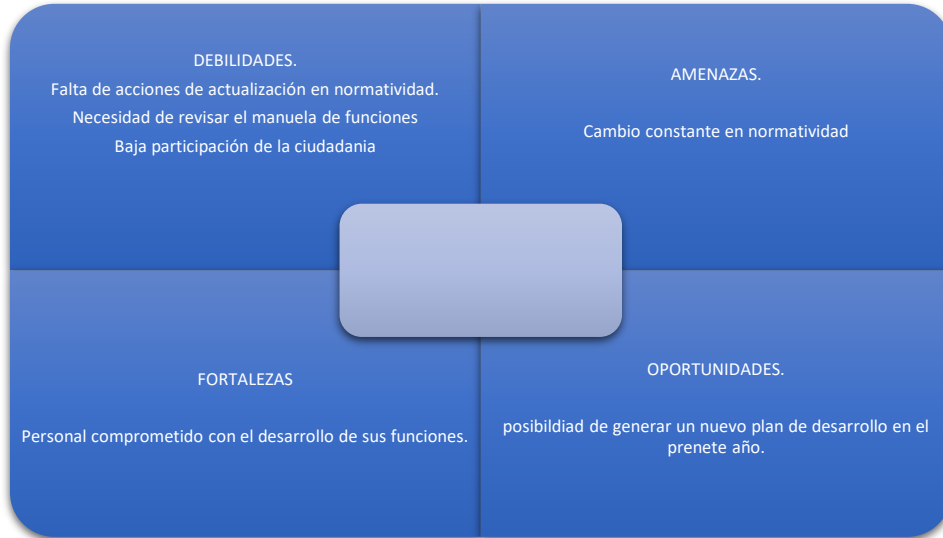 DEBILIDADES.
Falta de acciones de actualización en normatividad.
Necesidad de revisar el manuela de funciones
Baja participación de la ciudadania
AMENAZAS.
Cambio constante en normatividad
FORTALEZAS
Personal comprometido con el desarrollo de sus funciones.
OPORTUNIDADES.
posibildiad de generar un nuevo plan de desarrollo en el
prenete año.